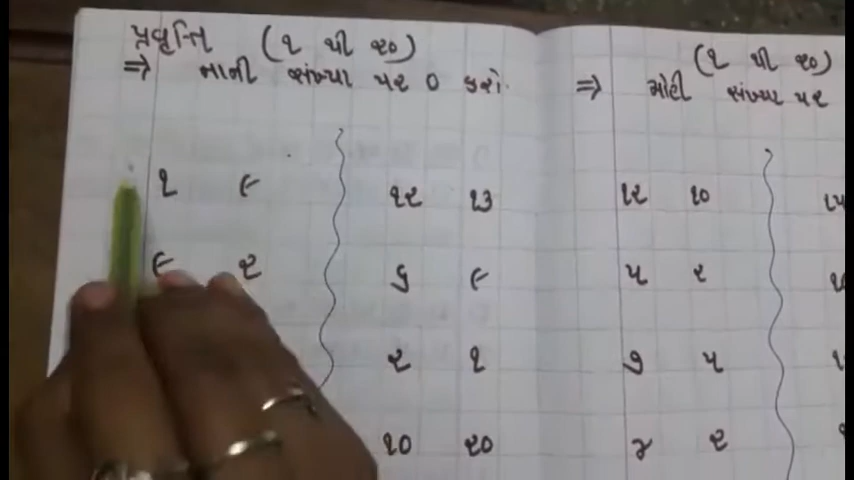 પ્રવૃત્તિ (૧ થી ૨૦)
⇒ નાની સંખ્યા પર ૦ કરો.
૧ ૯
૯ ૨
૧૨ ૧૩
૬ ૯
૨ ૧
૧૦ ૨૦
(૧ થી ૨૦)
⇒ મોટી સંખ્યા પર
૧૨ ૧૦
૫ ૨
૭ ૫
૪ ૨